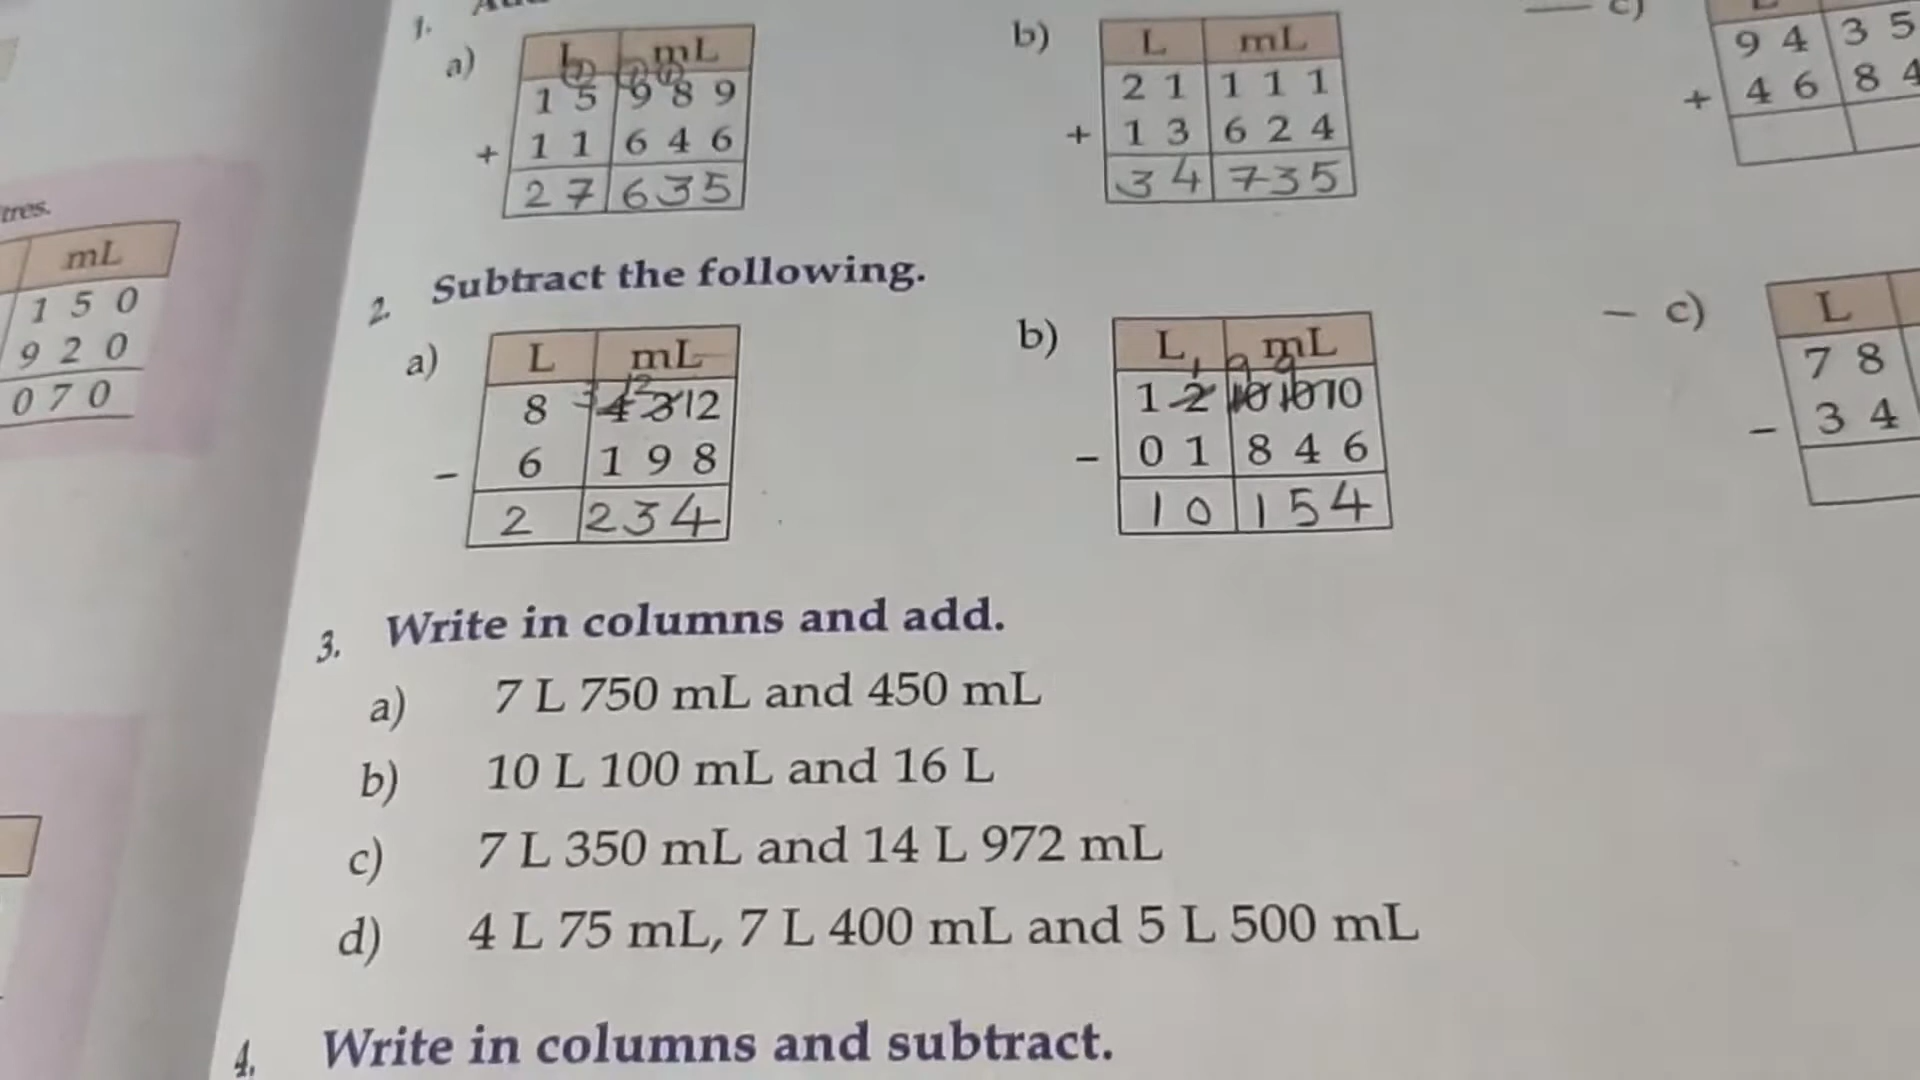 1.
a)
L mL
1 5 9 8 9
+ 1 1 6 4 6
2 7 6 3 5
b)
L mL
2 1 1 1 1
+ 1 3 6 2 4
3 4 7 3 5
c)
9 4 3 5
+ 4 6 8 4
tres.
mL
1 5 0
9 2 0
0 7 0
2. Subtract the following.
a)
L mL
8 4 3 12
- 6 1 9 8
2 2 3 4
b)
L mL
1 2 10 10 10
- 0 1 8 4 6
1 0 1 5 4
c)
L
7 8
- 3 4
3. Write in columns and add.
a) 7 L 750 mL and 450 mL
b) 10 L 100 mL and 16 L
c) 7 L 350 mL and 14 L 972 mL
d) 4 L 75 mL, 7 L 400 mL and 5 L 500 mL
4. Write in columns and subtract.